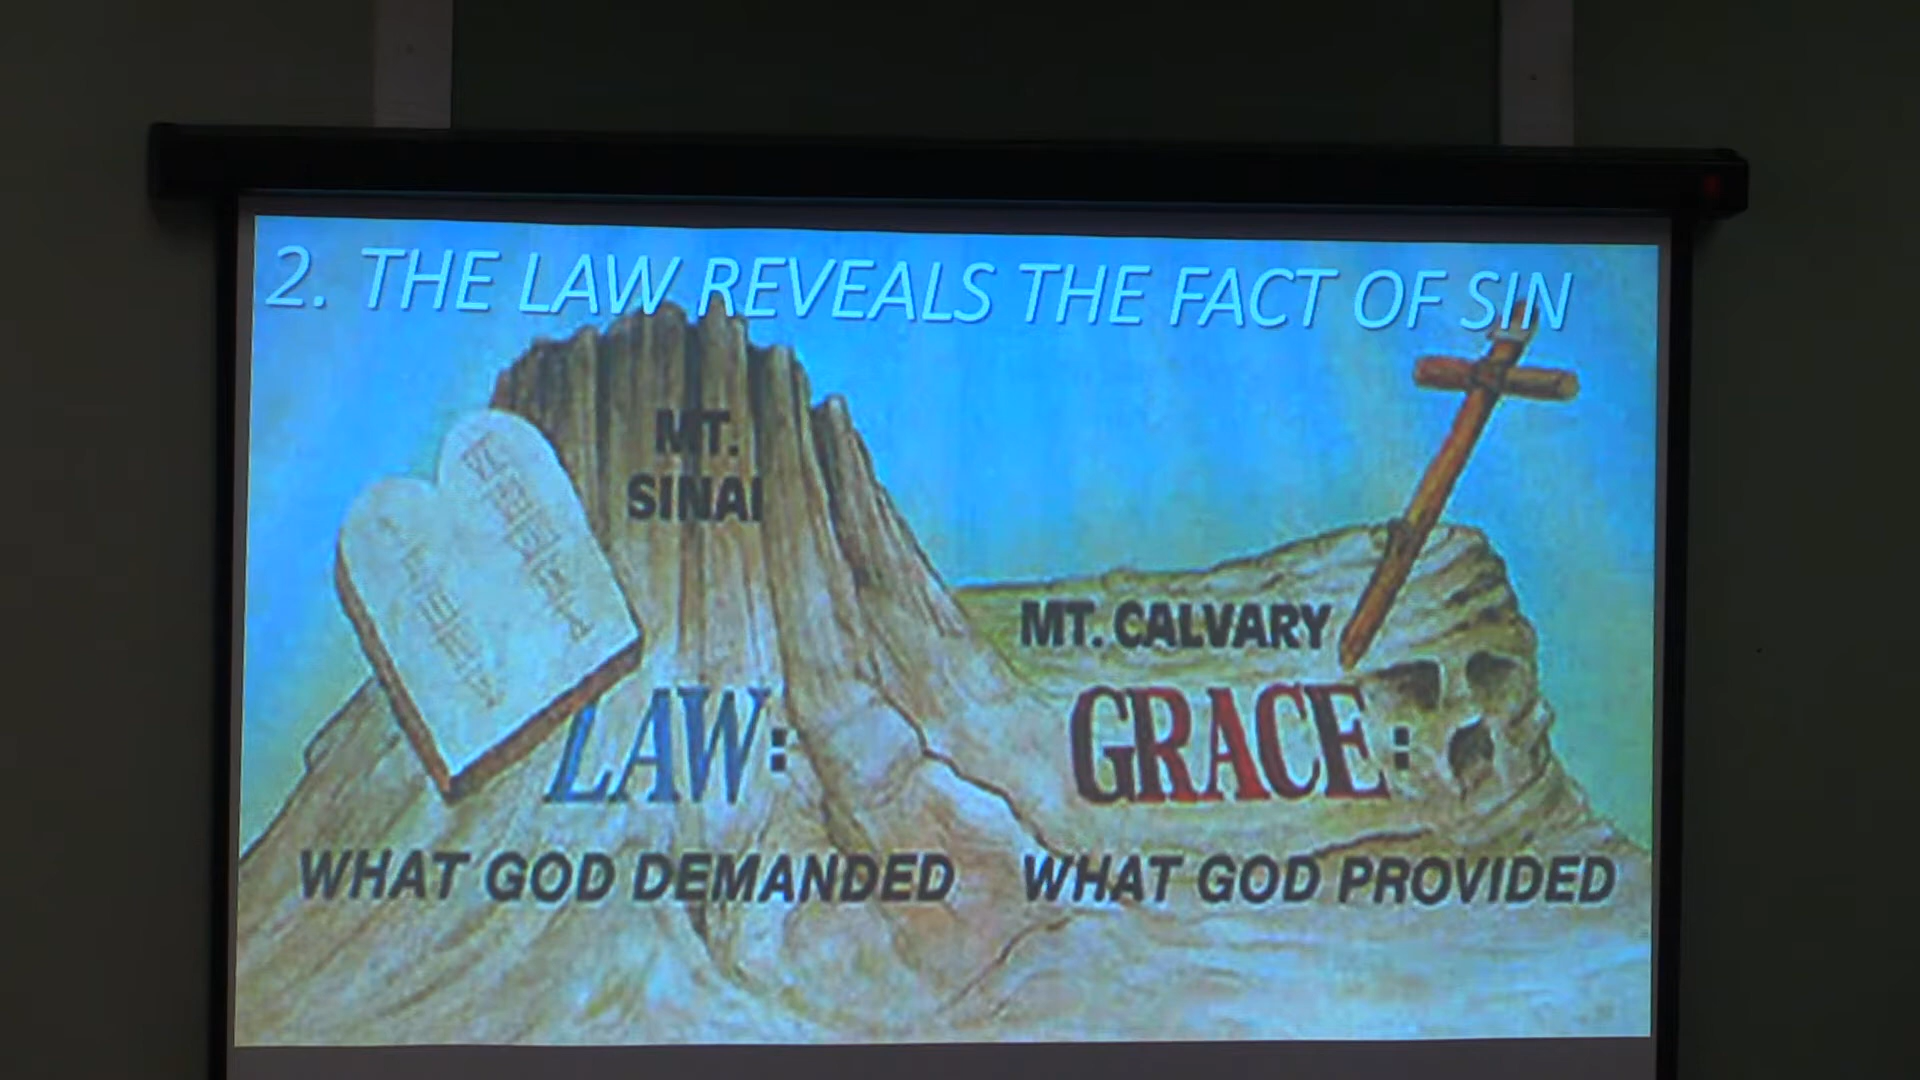 2. THE LAW REVEALS THE FACT OF SIN
MT.
SINAI
MT. CALVARY
LAW:
GRACE:
WHAT GOD DEMANDED
WHAT GOD PROVIDED